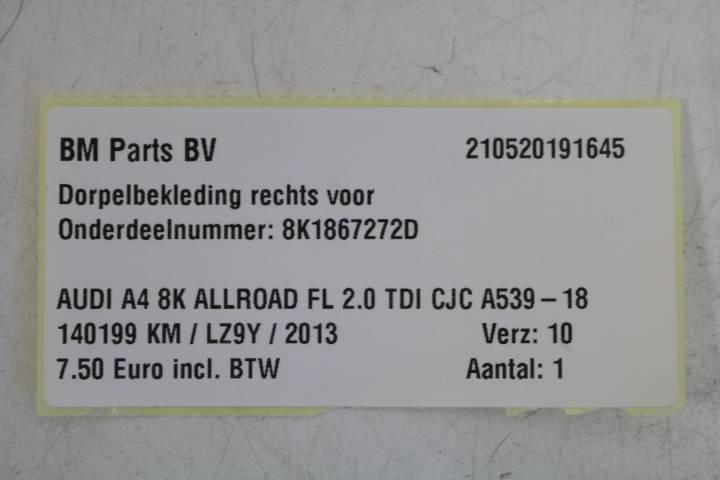 BM Parts BV 210520191645
Dorpelbekleding rechts voor
Onderdeelnummer: 8K1867272D
AUDI A4 8K ALLROAD FL 2.0 TDI CJC A539 – 18
140199 KM / LZ9Y / 2013 Verz: 10
7.50 Euro incl. BTW Aantal: 1